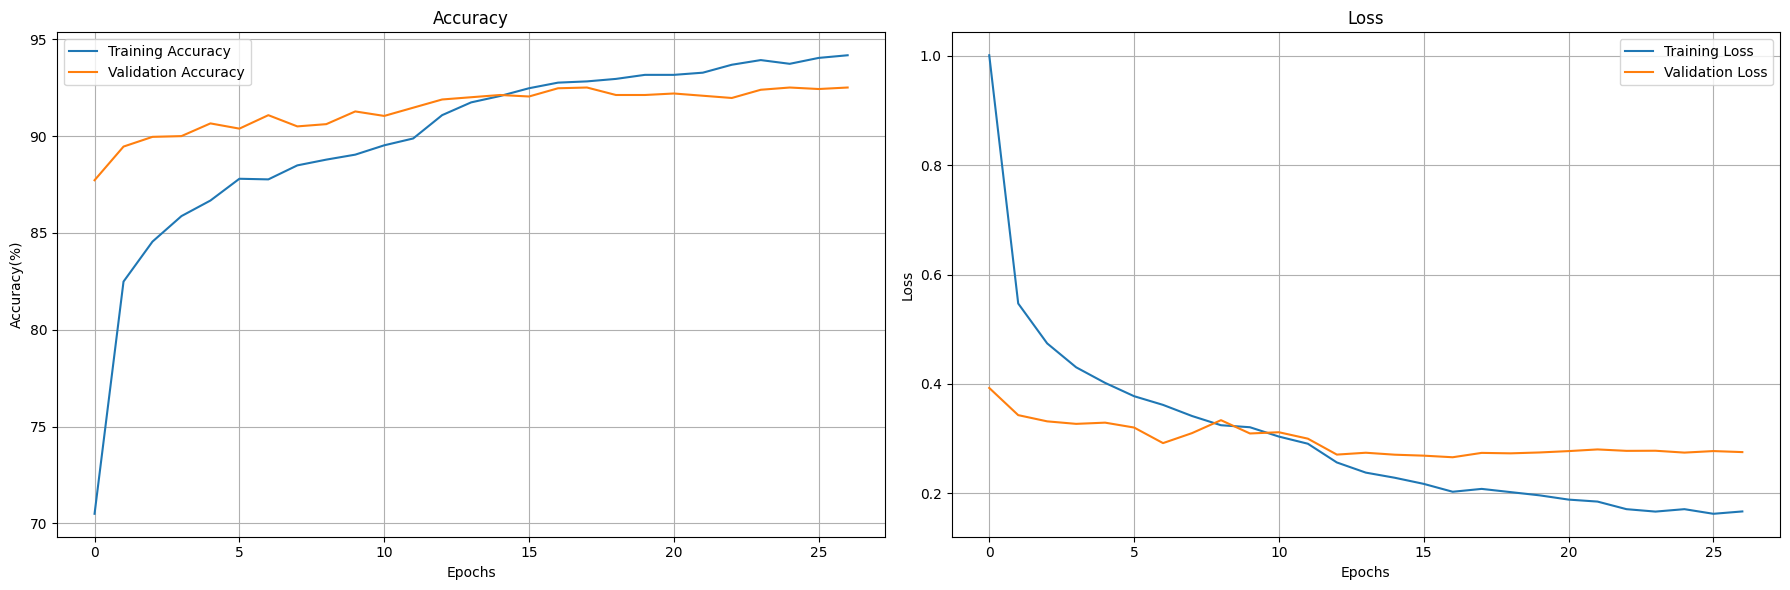 Accuracy
Training Accuracy
Validation Accuracy
95
90
85
80
75
70
Accuracy(%)
0 5 10 15 20 25
Epochs
Loss
Training Loss
Validation Loss
1.0
0.8
0.6
0.4
0.2
Loss
0 5 10 15 20 25
Epochs